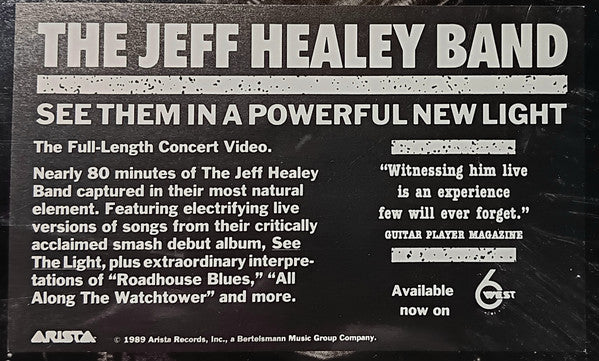 THE JEFF HEALEY BAND
SEE THEM IN A POWERFUL NEW LIGHT
The Full-Length Concert Video.
Nearly 80 minutes of The Jeff Healey
Band captured in their most natural
element. Featuring electrifying live
versions of songs from their critically
acclaimed smash debut album, See
The Light, plus extraordinary interpre-
tations of "Roadhouse Blues," "All
Along The Watchtower" and more.
"Witnessing him live
is an experience
few will ever forget."
GUITAR PLAYER MAGAZINE
Available
now on
6 WEST
ARISTA
© 1989 Arista Records, Inc., a Bertelsmann Music Group Company.